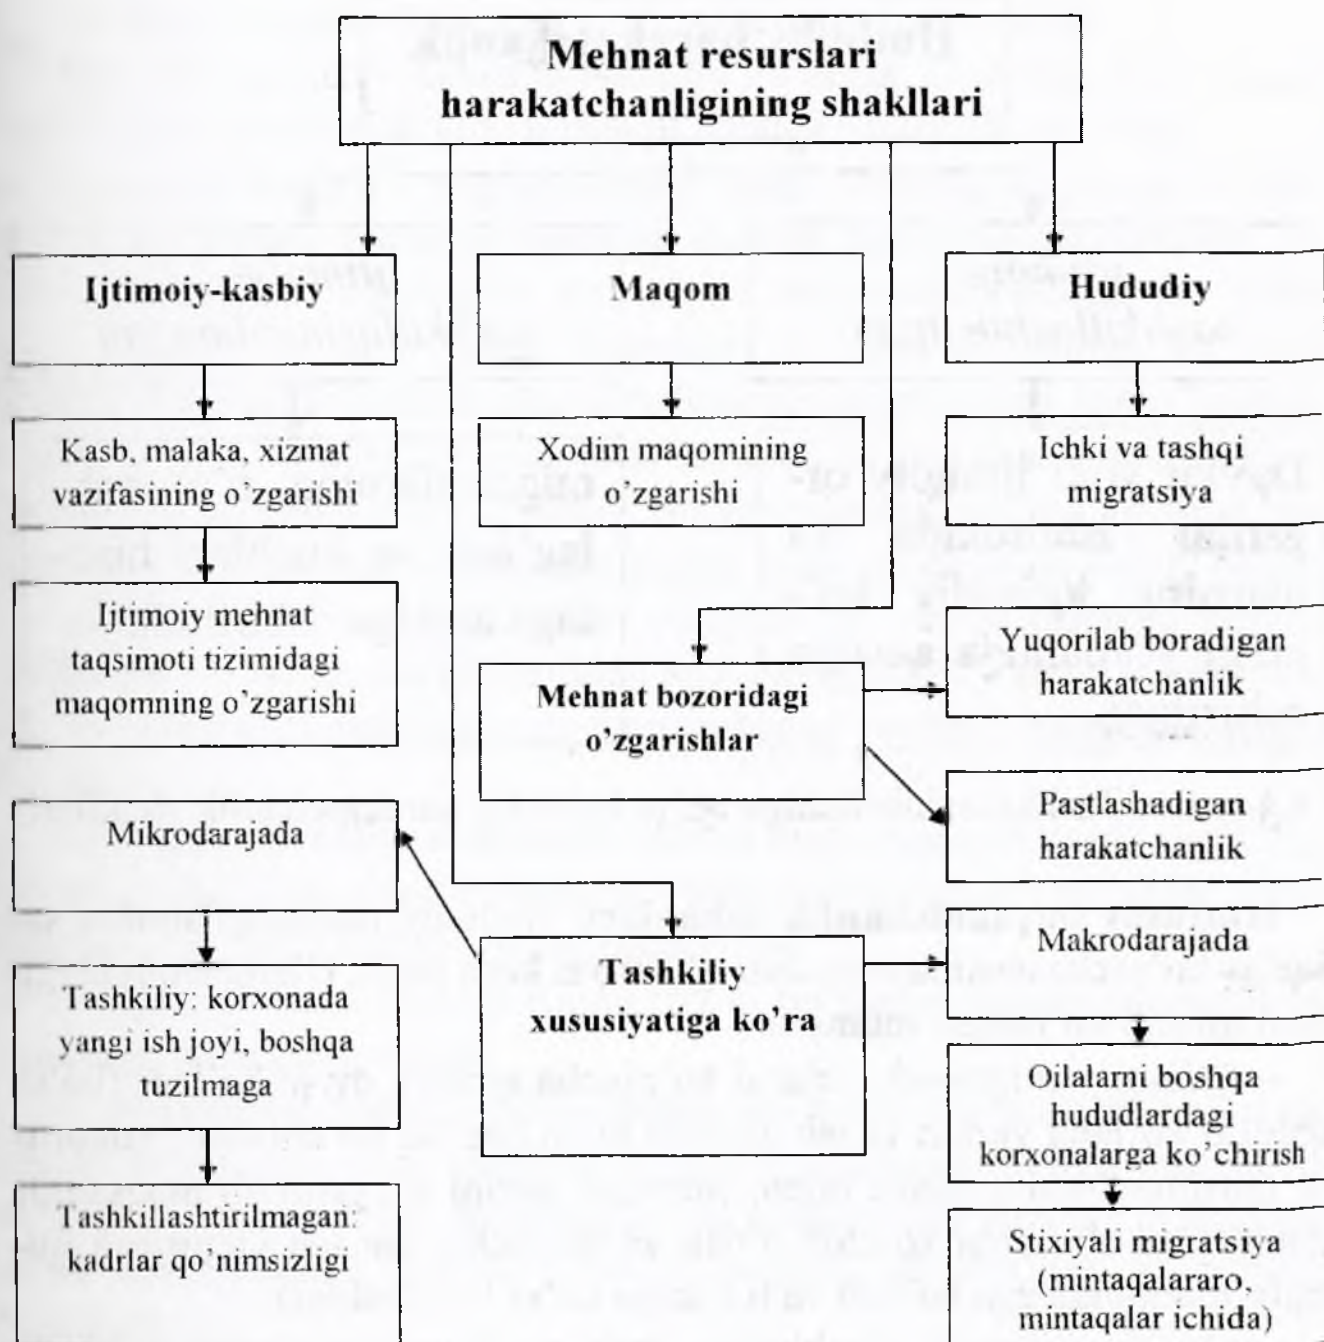 Mehnat resurslari
harakatchanligining shakllari
Ijtimoiy-kasbiy
Maqom
Hududiy
Kasb, malaka, xizmat
vazifasining o’zgarishi
Xodim maqomining
o’zgarishi
Ichki va tashqi
migratsiya
Ijtimoiy mehnat
taqsimoti tizimidagi
maqomning o’zgarishi
Mehnat bozoridagi
o’zgarishlar
Yuqorilab boradigan
harakatchanlik
Pastlashadigan
harakatchanlik
Mikrodarajada
Tashkiliy
xususiyatiga ko’ra
Makrodarajada
Tashkiliy: korxonada
yangi ish joyi, boshqa
tuzilmaga
Oilalarni boshqa
hududlardagi
korxonalarga ko’chirish
Tashkillashtirilmagan:
kadrlar qo’nimsizligi
Stixiyali migratsiya
(mintaqalararo,
mintaqalar ichida)